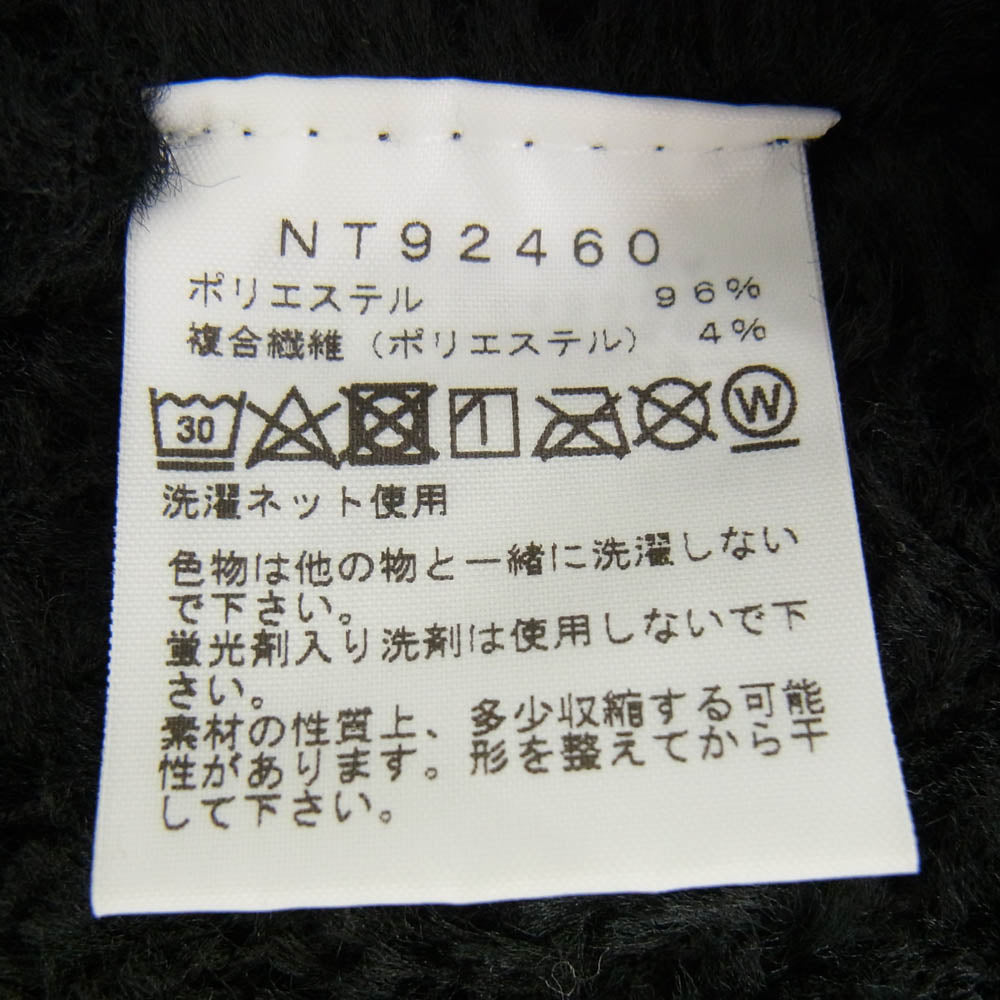 NT92460
ポリエステル 96%
複合繊維(ポリエステル) 4%
30 W
洗濯ネット使用
色物は他の物と一緒に洗濯しない
で下さい。
蛍光剤入り洗剤は使用しないで下
さい。
素材の性質上、多少収縮する可能
性があります。形を整えてから干
して下さい。